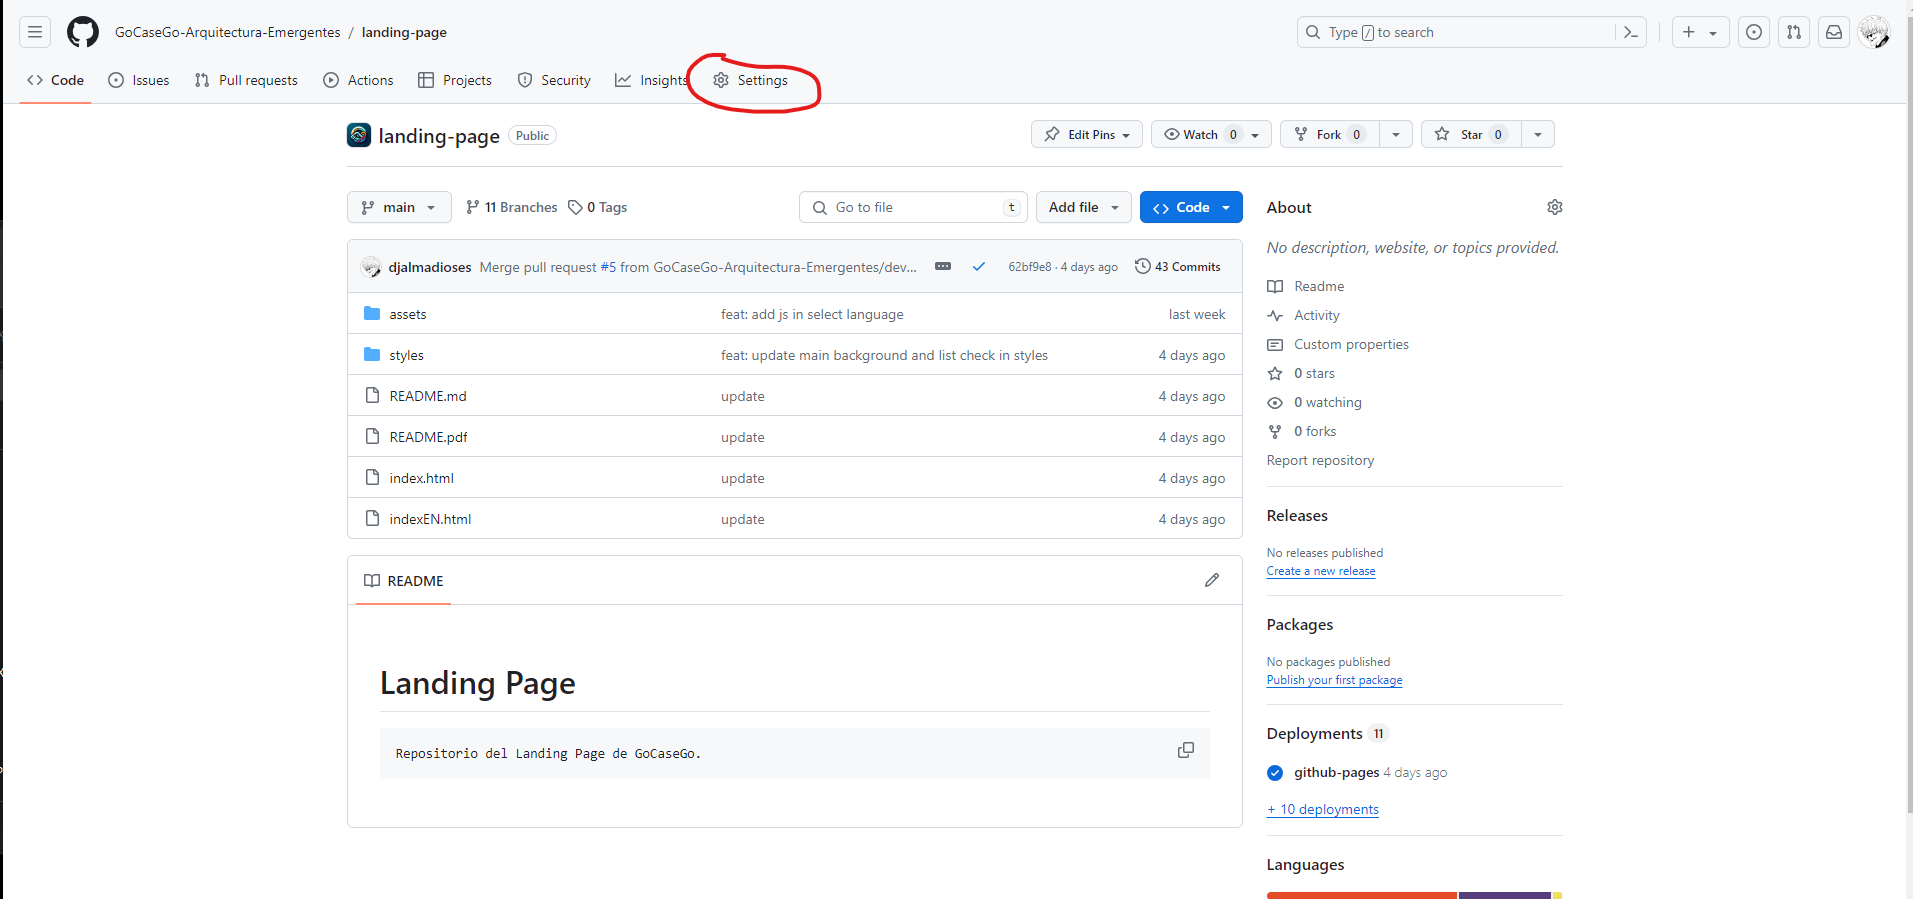 GoCaseGo-Arquitectura-Emergentes / landing-page
Type / to search
Code Issues Pull requests Actions Projects Security Insights Settings
landing-page Public
Edit Pins Watch 0 Fork 0 Star 0
main 11 Branches 0 Tags
Go to file t Add file Code
djalmadioses Merge pull request #5 from GoCaseGo-Arquitectura-Emergentes/dev... 62bf9e8 · 4 days ago 43 Commits
assets feat: add js in select language last week
styles feat: update main background and list check in styles 4 days ago
README.md update 4 days ago
README.pdf update 4 days ago
index.html update 4 days ago
indexEN.html update 4 days ago
README
Landing Page
Repositorio del Landing Page de GoCaseGo.
About
No description, website, or topics provided.
Readme
Activity
Custom properties
0 stars
0 watching
0 forks
Report repository
Releases
No releases published
Create a new release
Packages
No packages published
Publish your first package
Deployments 11
github-pages 4 days ago
+ 10 deployments
Languages